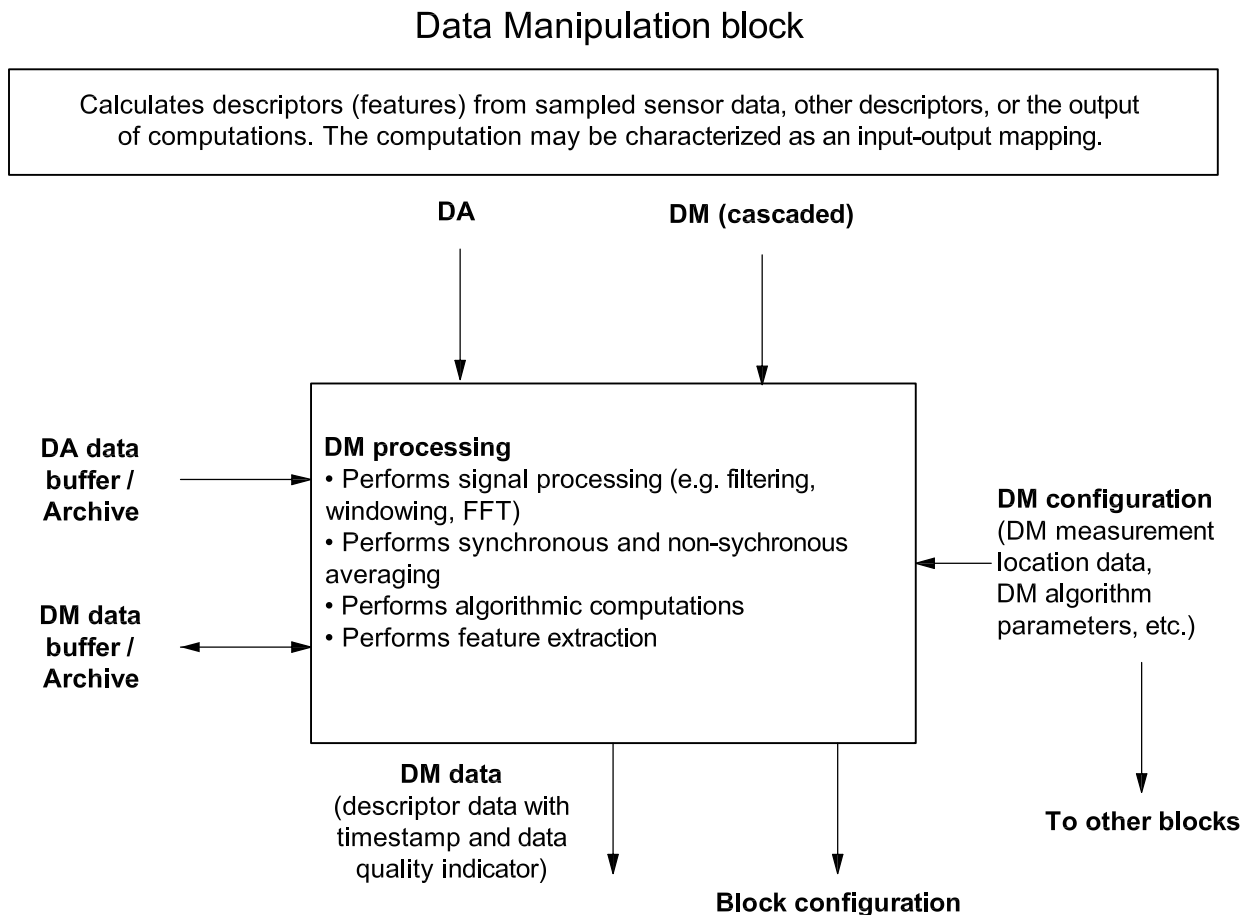 Data Manipulation block
Calculates descriptors (features) from sampled sensor data, other descriptors, or the output
of computations. The computation may be characterized as an input-output mapping.
DA
DM (cascaded)
DA data
buffer /
Archive
DM data
buffer /
Archive
DM processing
• Performs signal processing (e.g. filtering,
windowing, FFT)
• Performs synchronous and non-sychronous
averaging
• Performs algorithmic computations
• Performs feature extraction
DM configuration
(DM measurement
location data,
DM algorithm
parameters, etc.)
To other blocks
DM data
(descriptor data with
timestamp and data
quality indicator)
Block configuration